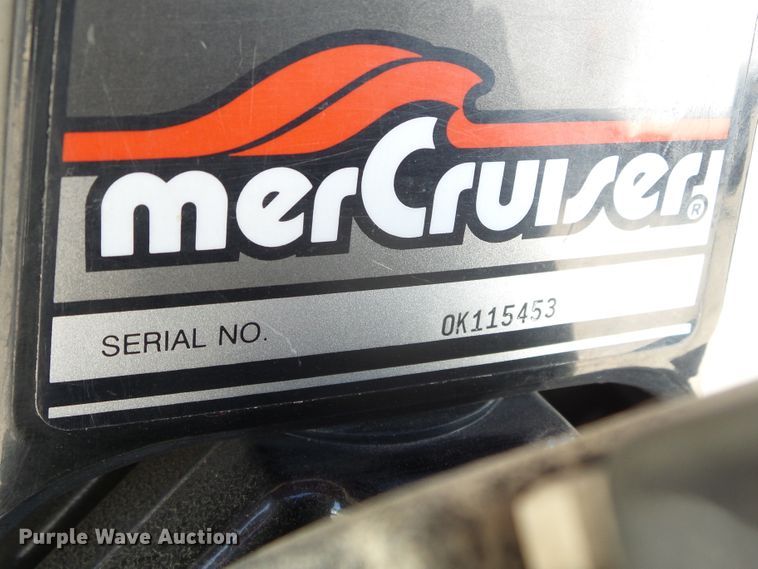 merCruiser®
SERIAL NO. 0K115453
Purple Wave Auction